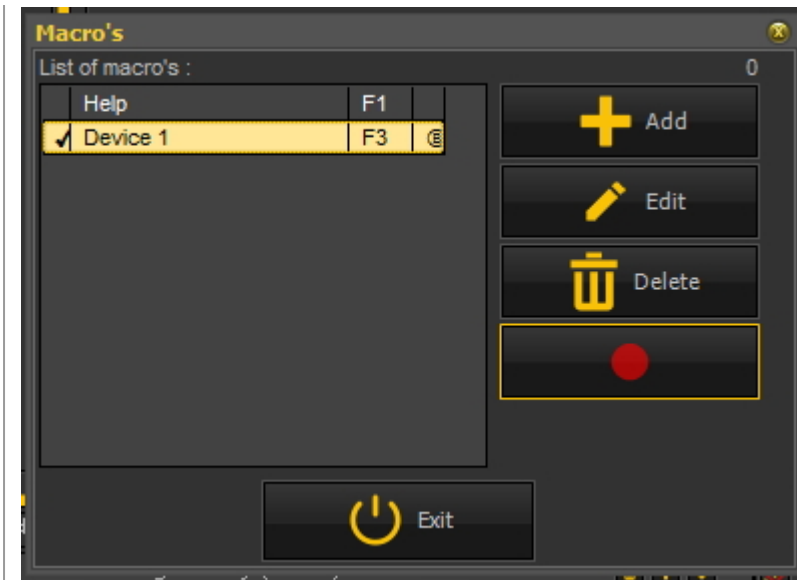 Macro's
List of macro's : 0
Help F1
Device 1 F3
Add
Edit
Delete
Exit